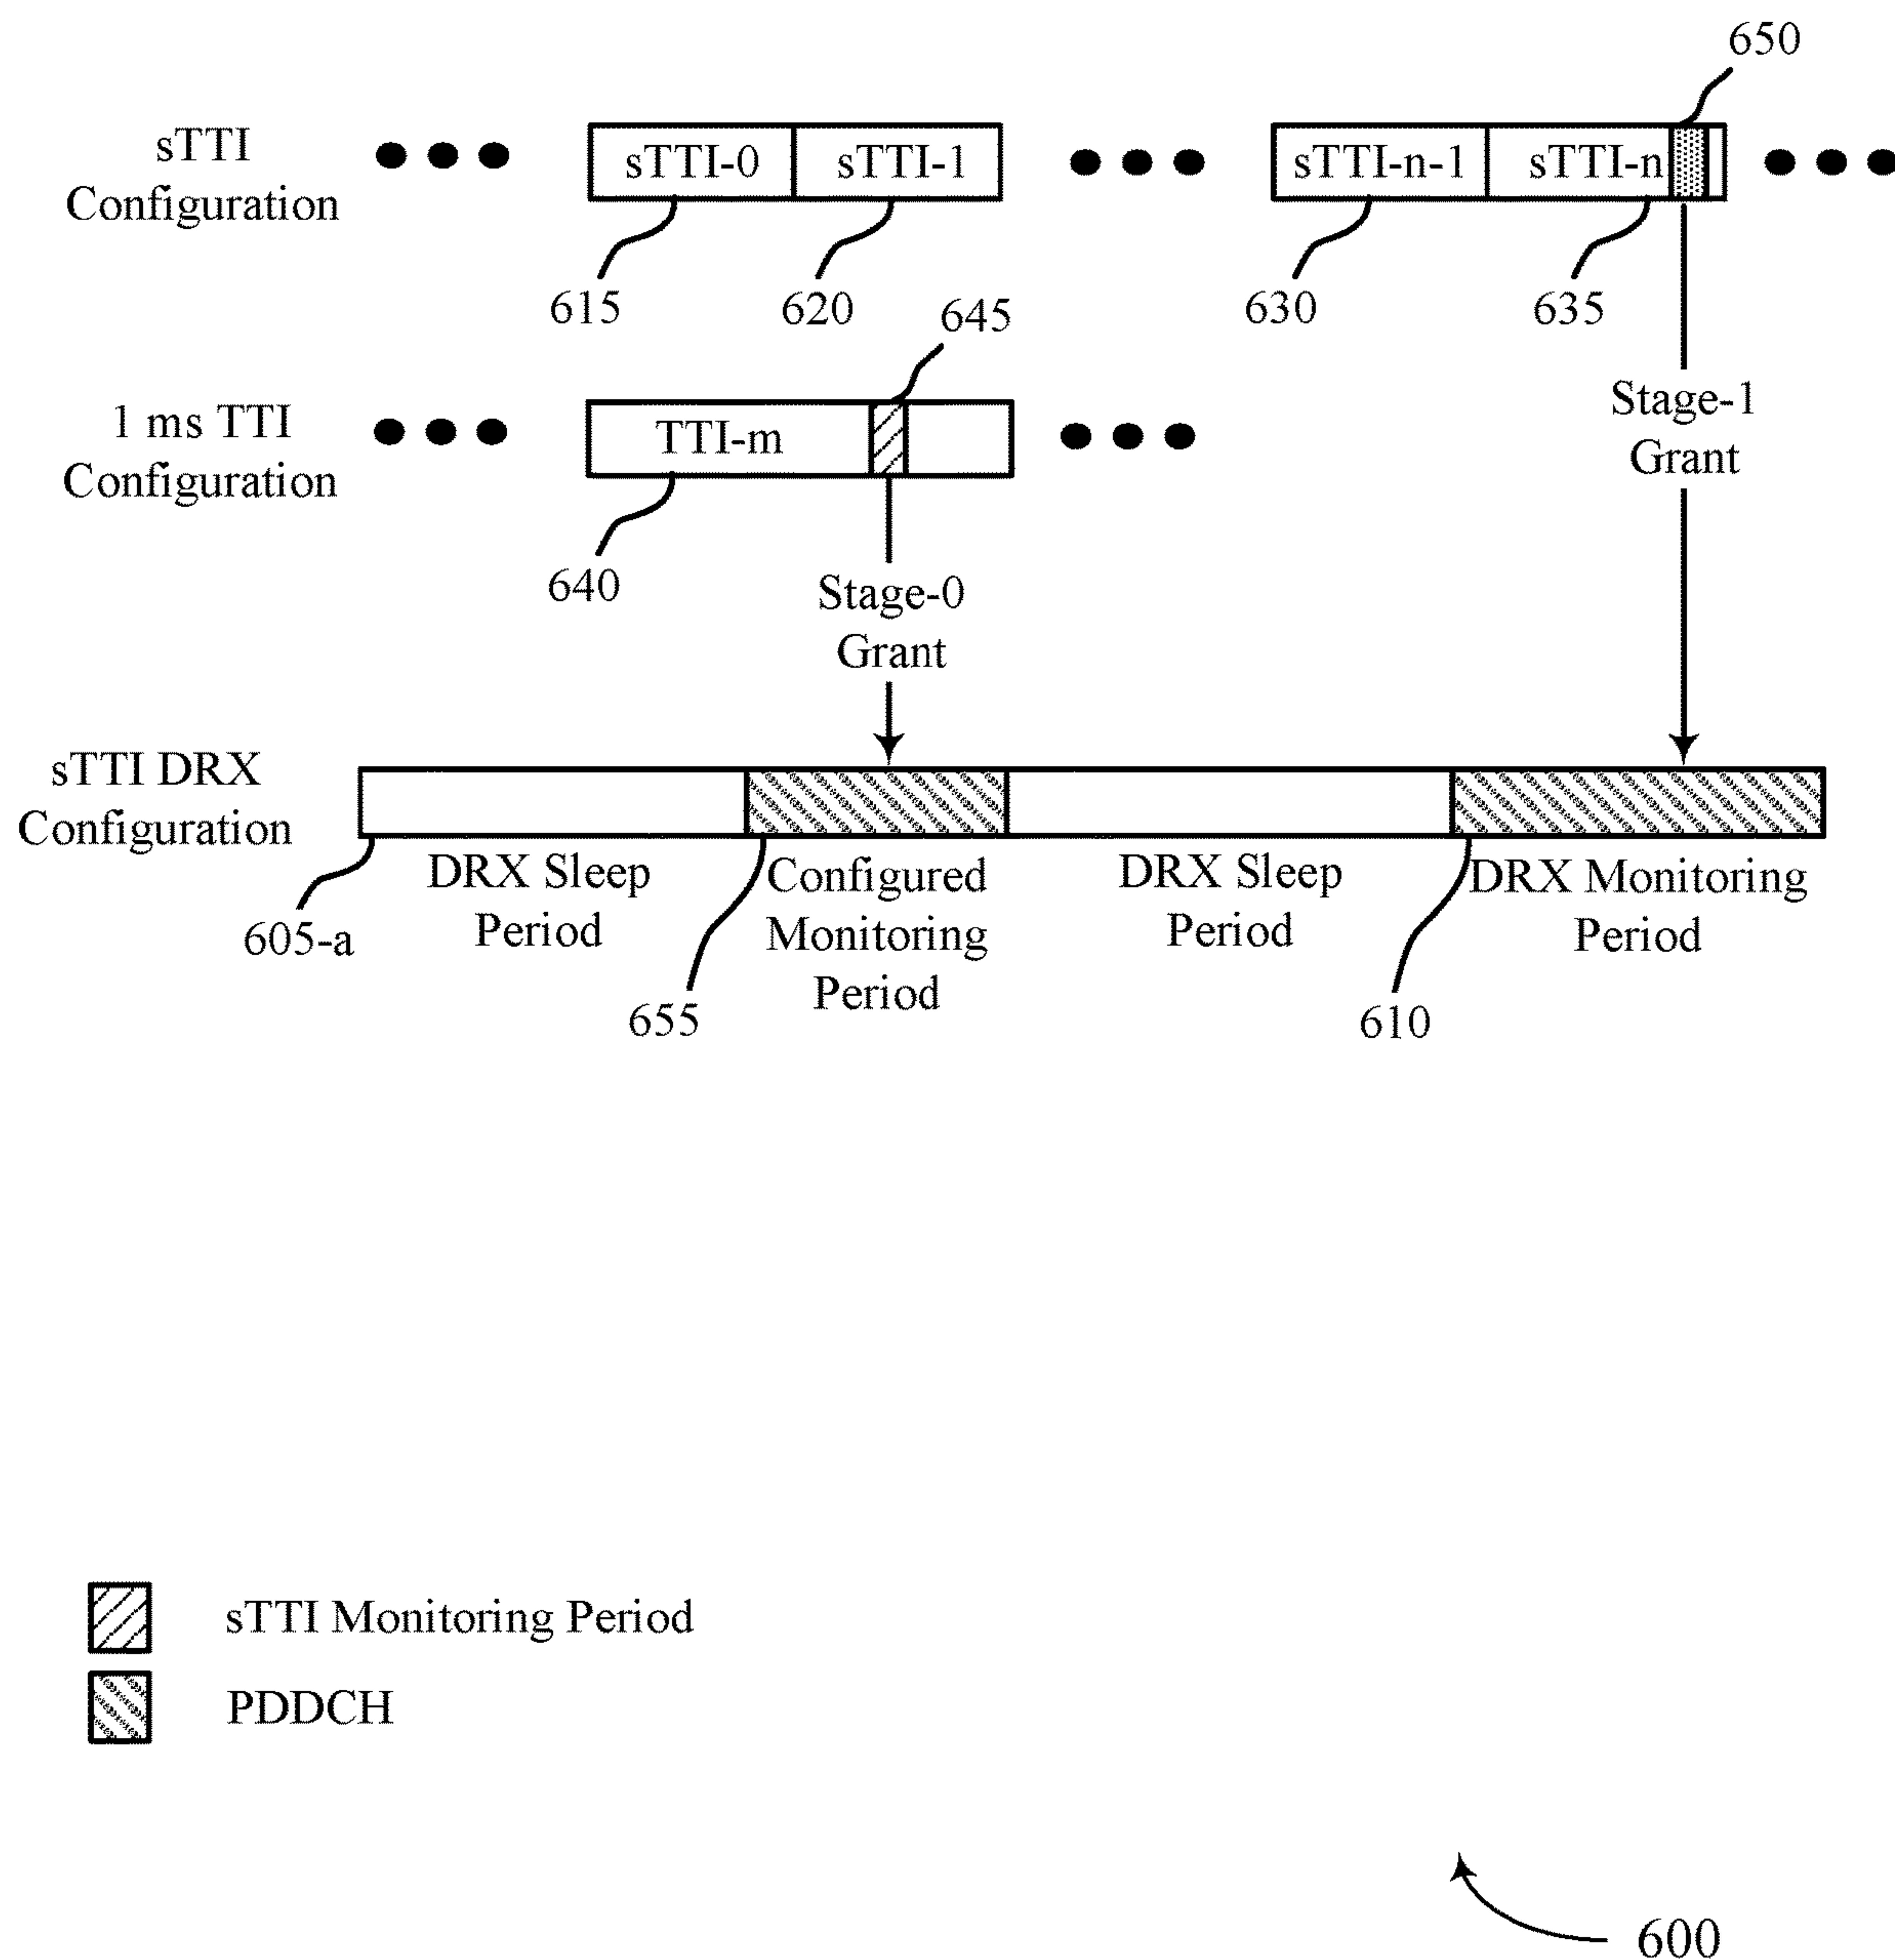 650
sTTI
Configuration
sTTI-0
sTTI-1
sTTI-n-1
sTTI-n
615
620
645
630
635
1 ms TTI
Configuration
TTI-m
Stage-1
Grant
640
Stage-0
Grant
sTTI DRX
Configuration
DRX Sleep
Period
Configured
Monitoring
Period
DRX Sleep
Period
DRX Monitoring
Period
605-a
655
610
sTTI Monitoring Period
PDDCH
600